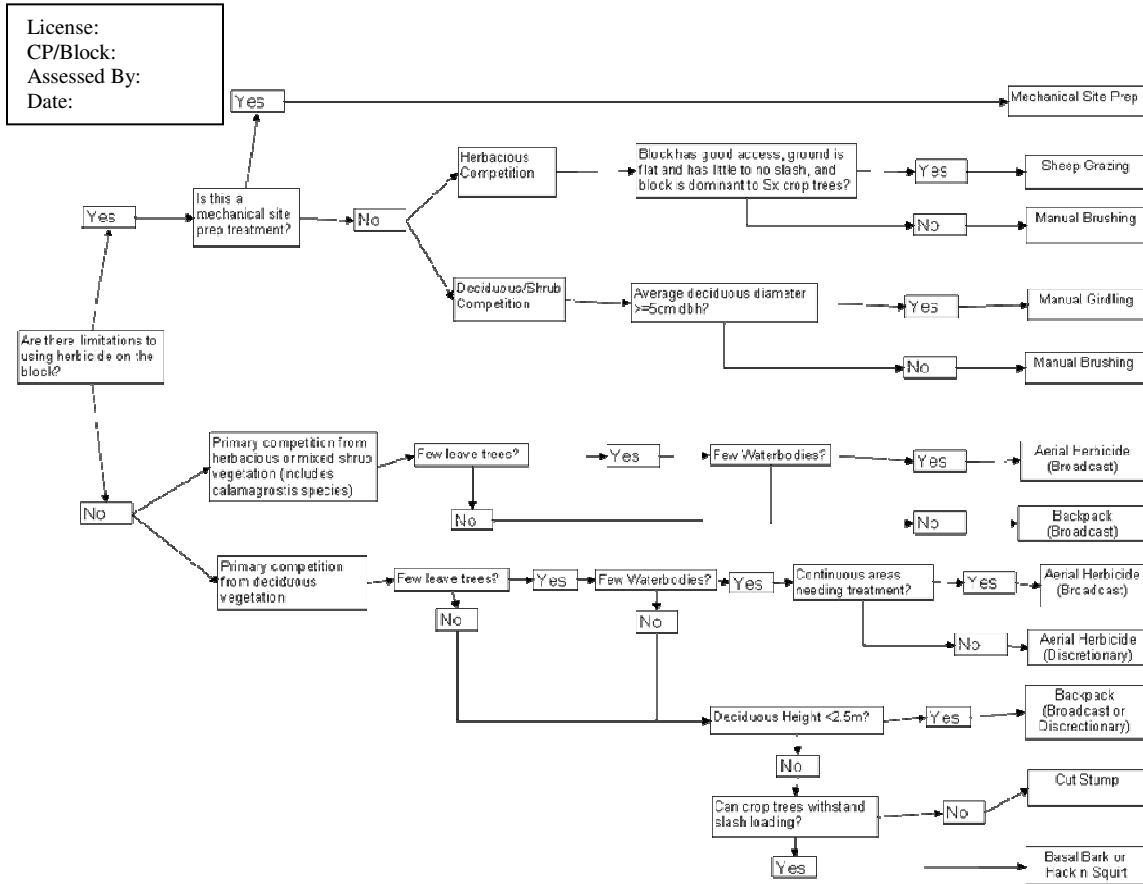 License:
CP/Block:
Assessed By:
Date:
Yes
Mechanical Site Prep
Herbacious
Competition
Block has good access, ground is
flat and has little to no slash, and
block is dominant to Sx crop trees?
Yes
Sheep Grazing
Is this a
mechanical site
prep treatment?
Yes
No
No
Manual Brushing
Deciduous/Shrub
Competition
Average deciduous diameter
>=5cm dbh?
Yes
Manual Girdling
Are there limitations to
using herbicide on the
block?
No
Manual Brushing
Primary competition from
herbacious or mixed shrub
vegetation (includes
calamagrostis species)
Few leave trees?
Yes
Few Waterbodies?
Yes
Aerial Herbicide
(Broadcast)
No
No
No
Backpack
(Broadcast)
Primary competition
from deciduous
vegetation
Few leave trees?
Yes
Few Waterbodies?
Yes
Continuous areas
needing treatment?
Yes
Aerial Herbicide
(Broadcast)
No
No
No
Aerial Herbicide
(Discretionary)
Deciduous Height <2.5m?
Yes
Backpack
(Broadcast or
Discrectionary)
No
Can crop trees withstand
slash loading?
No
Cut Stump
Yes
Basal Bark or
Hack n Squirt